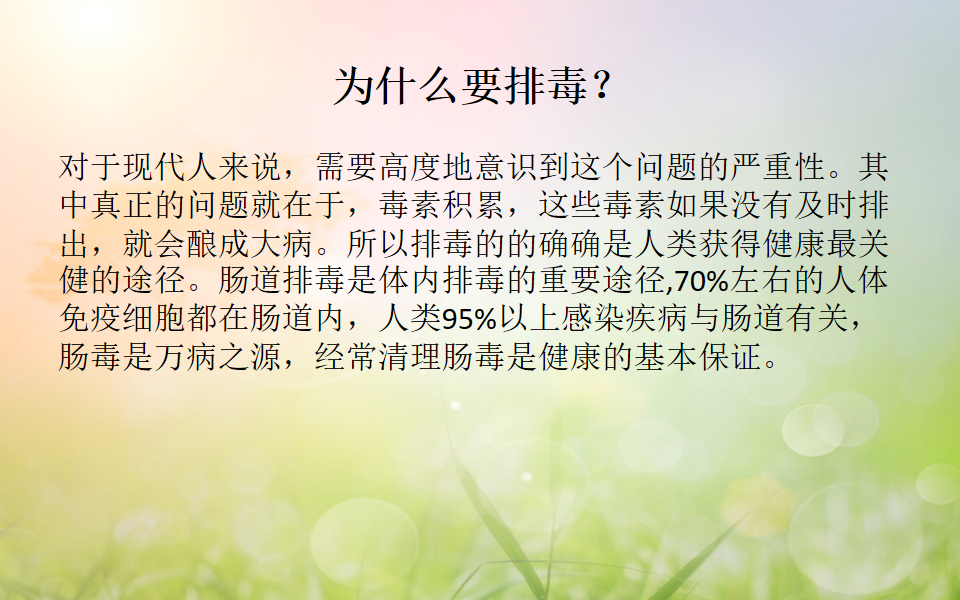 为什么要排毒？
对于现代人来说，需要高度地意识到这个问题的严重性。其
中真正的问题就在于，毒素积累，这些毒素如果没有及时排
出，就会酿成大病。所以排毒的的确确是人类获得健康最关
健的途径。肠道排毒是体内排毒的重要途径,70%左右的人体
免疫细胞都在肠道内，人类95%以上感染疾病与肠道有关，
肠毒是万病之源，经常清理肠毒是健康的基本保证。